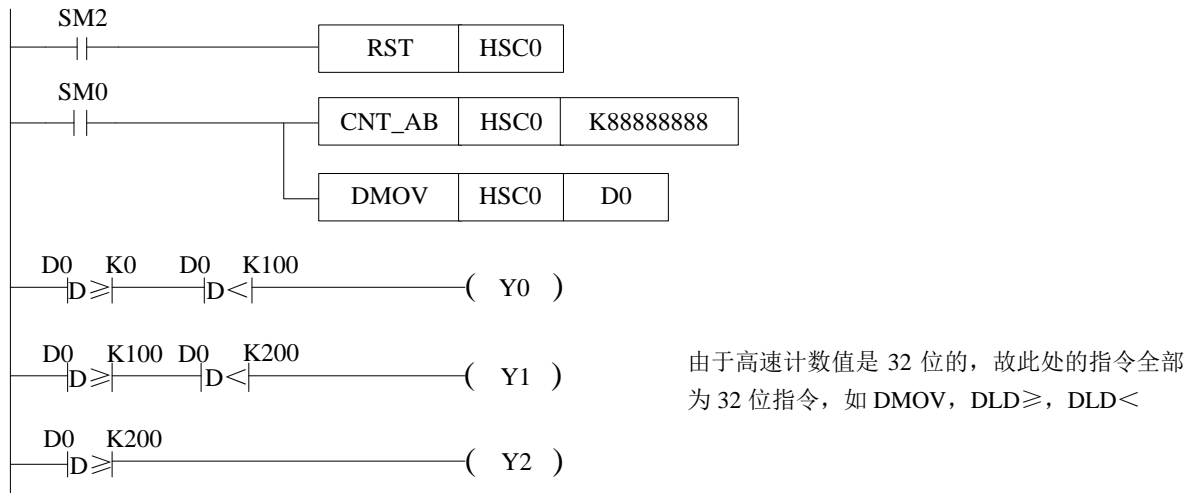 SM2
RST HSC0
SM0
CNT_AB HSC0 K88888888
DMOV HSC0 D0
D0 K0 D0 K100
D≥ D< ( Y0 )
D0 K100 D0 K200
D≥ D< ( Y1 )
由于高速计数值是 32 位的，故此处的指令全部
为 32 位指令，如 DMOV，DLD≥，DLD＜
D0 K200
D≥ ( Y2 )